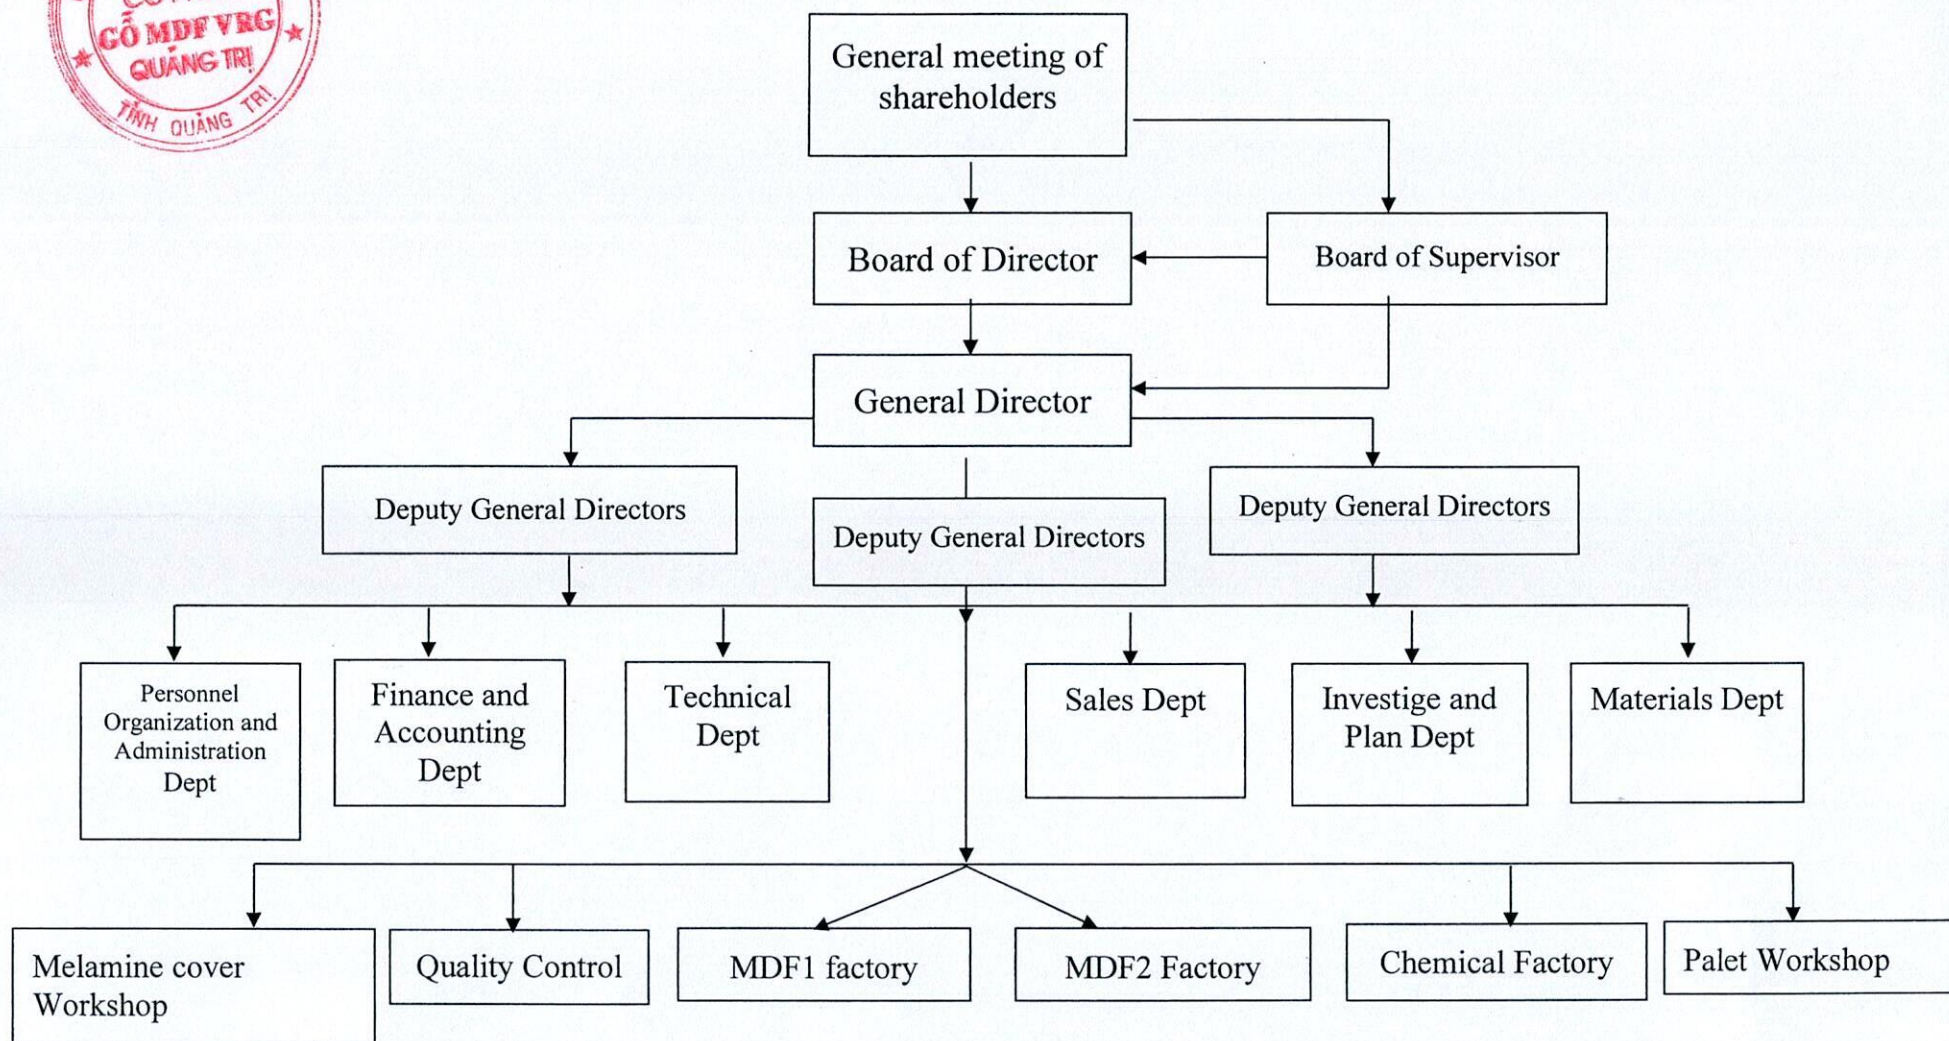 GỖ MDF VRG
QUẢNG TRỊ
TỈNH QUẢNG TRỊ
General meeting of
shareholders
Board of Director
Board of Supervisor
General Director
Deputy General Directors
Deputy General Directors
Deputy General Directors
Personnel
Organization and
Administration
Dept
Finance and
Accounting
Dept
Technical
Dept
Sales Dept
Investige and
Plan Dept
Materials Dept
Melamine cover
Workshop
Quality Control
MDF1 factory
MDF2 Factory
Chemical Factory
Palet Workshop